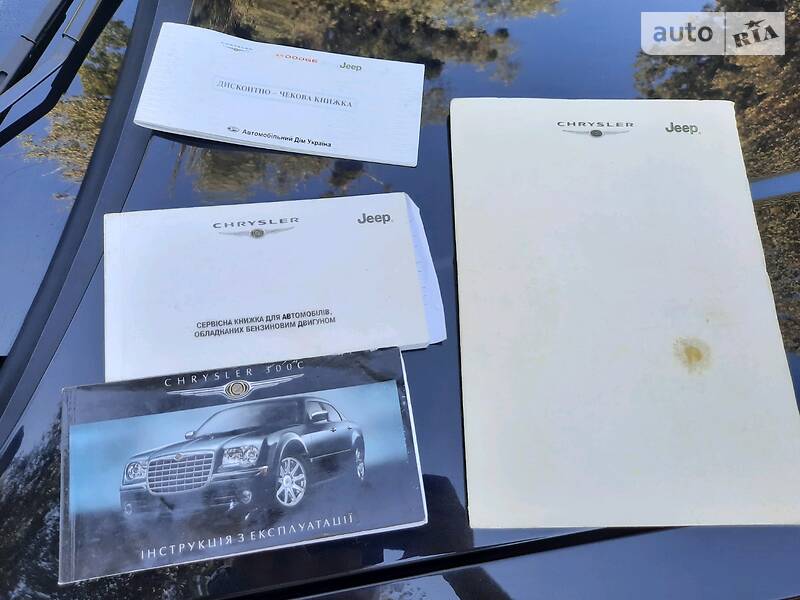 auto RIA
CHRYSLER DODGE Jeep
ДИСКОНТНО – ЧЕКОВА КНИЖКА
Автомобільний Дім Україна
CHRYSLER Jeep
CHRYSLER Jeep
СЕРВІСНА КНИЖКА ДЛЯ АВТОМОБІЛІВ,
ОБЛАДНАНИХ БЕНЗИНОВИМ ДВИГУНОМ
CHRYSLER 300C
ІНСТРУКЦІЯ З ЕКСПЛУАТАЦІЇ